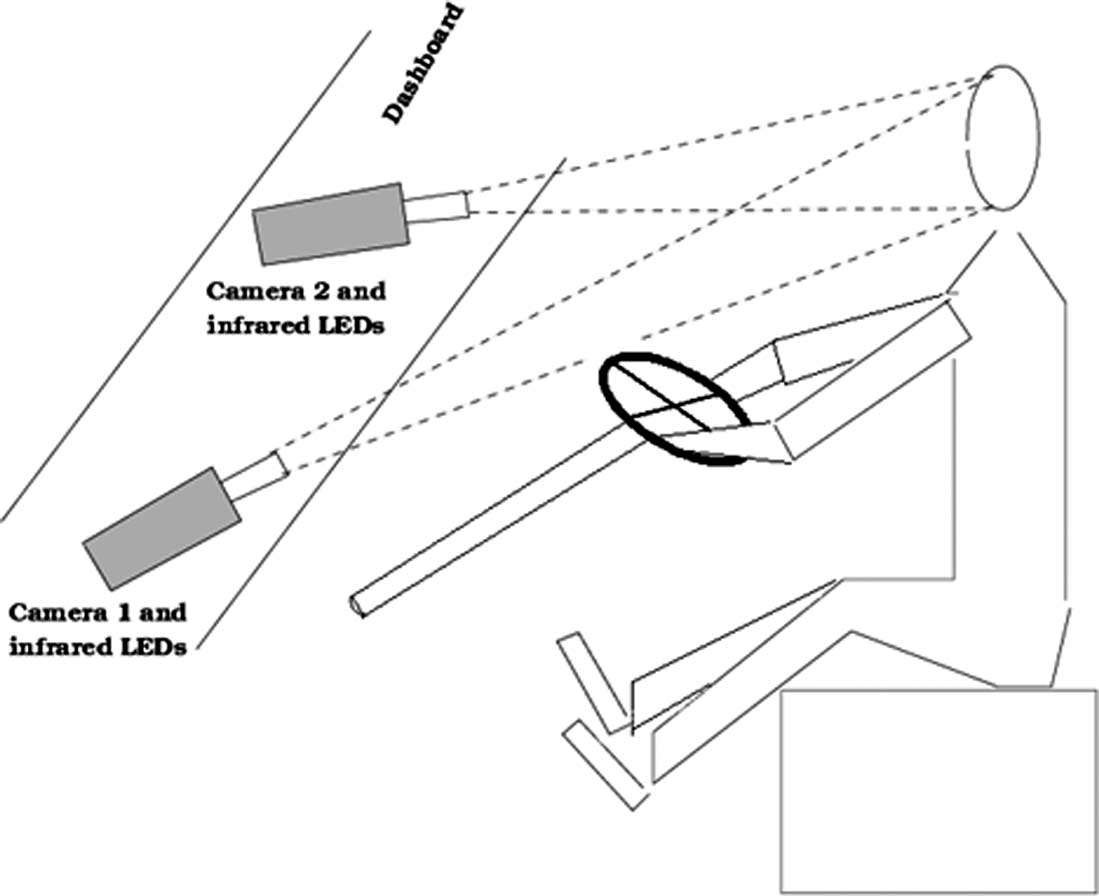 Dashboard
Camera 2 and
infrared LEDs
Camera 1 and
infrared LEDs